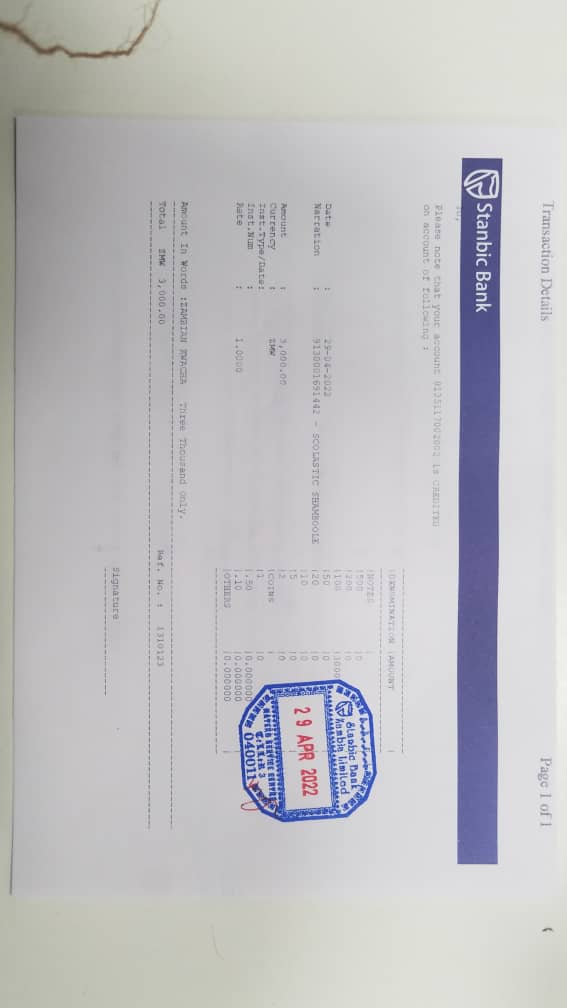 Transaction Details Page 1 of 1
Stanbic Bank
To,
Please note that your account is CREDITED
on account of following :
Date : 29-04-2022
Narration : 9130001691442 - SCOLASTIC SHAMBOOLE
Amount : 3,000.00
Currency : ZMW
Inst.Type/Date:
Inst.Num :
Rate : 1.0000
DENOMINATION |AMOUNT
NOTES
500 |0
200 |0
100 |3000
50 |0
20 |0
10 |0
5 |0
2 |0
COINS
1 |0
.50 |0.000000
.10 |0.000000
OTHERS |0.000000
Stanbic Bank
Zambia Limited
29 APR 2022
TELLER 3
040011
Amount In Words :ZAMBIAN KWACHA Three Thousand Only.
Total ZMW 3,000.00 Ref. No. : 1310123
Signature